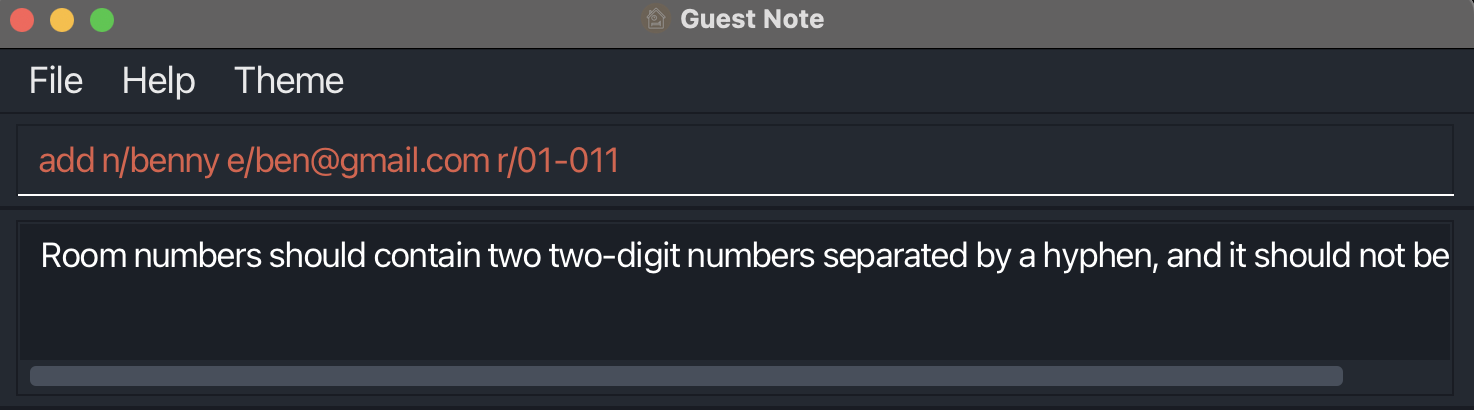 Guest Note
File Help Theme
add n/benny e/ben@gmail.com r/01-011
Room numbers should contain two two-digit numbers separated by a hyphen, and it should not be